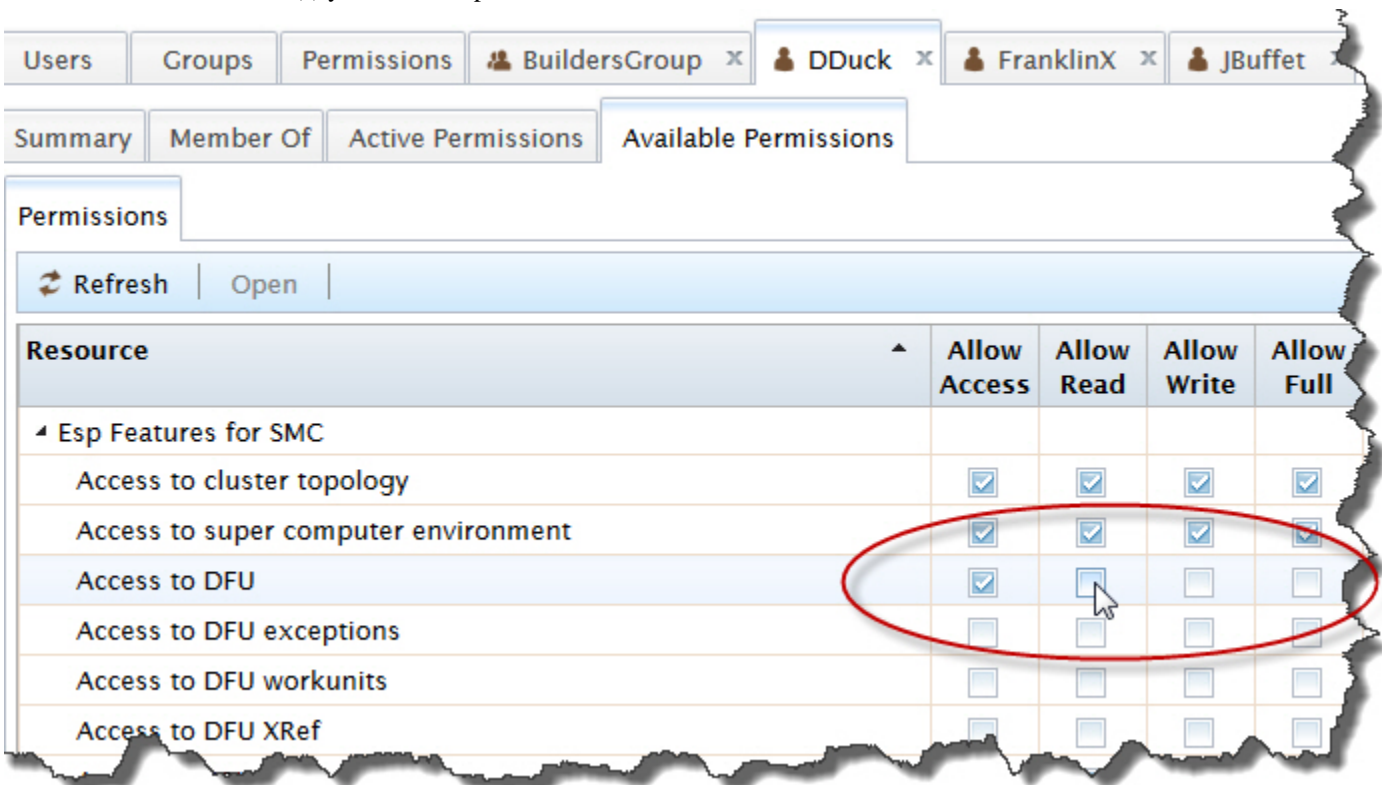 Users Groups Permissions BuildersGroup x DDuck x FranklinX x JBuffet
Summary Member Of Active Permissions Available Permissions
Permissions
Refresh Open
Resource Allow Access Allow Read Allow Write Allow Full
Esp Features for SMC
Access to cluster topology
Access to super computer environment
Access to DFU
Access to DFU exceptions
Access to DFU workunits
Access to DFU XRef